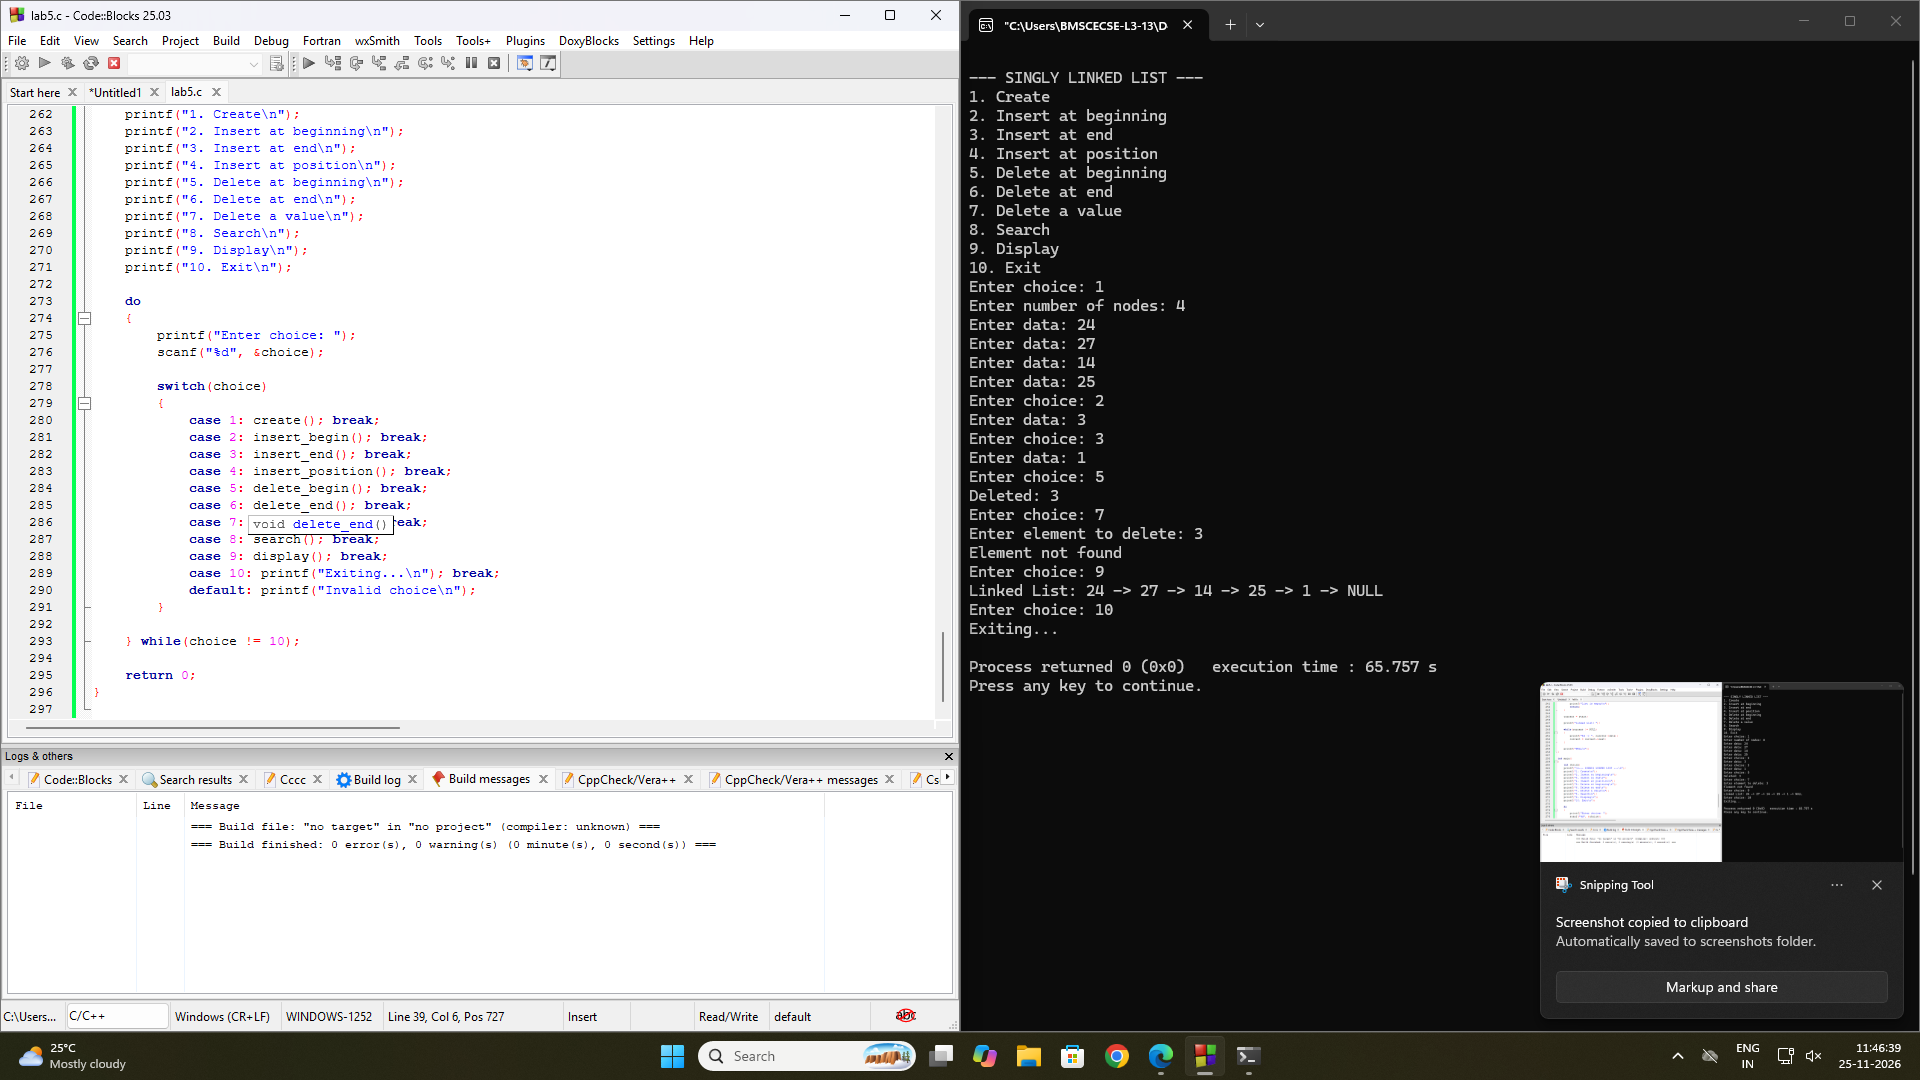 lab5.c - Code::Blocks 25.03
File Edit View Search Project Build Debug Fortran wxSmith Tools Tools+ Plugins DoxyBlocks Settings Help
Start here *Untitled1 lab5.c
262 printf("1. Create\n");
263 printf("2. Insert at beginning\n");
264 printf("3. Insert at end\n");
265 printf("4. Insert at position\n");
266 printf("5. Delete at beginning\n");
267 printf("6. Delete at end\n");
268 printf("7. Delete a value\n");
269 printf("8. Search\n");
270 printf("9. Display\n");
271 printf("10. Exit\n");
272
273 do
274 {
275 printf("Enter choice: ");
276 scanf("%d", &choice);
277
278 switch(choice)
279 {
280 case 1: create(); break;
281 case 2: insert_begin(); break;
282 case 3: insert_end(); break;
283 case 4: insert_position(); break;
284 case 5: delete_begin(); break;
285 case 6: delete_end(); break;
286 case 7: void delete_end() reak;
287 case 8: search(); break;
288 case 9: display(); break;
289 case 10: printf("Exiting...\n"); break;
290 default: printf("Invalid choice\n");
291 }
292
293 } while(choice != 10);
294
295 return 0;
296 }
297
Logs & others
Code::Blocks Search results Cccc Build log Build messages CppCheck/Vera++ CppCheck/Vera++ messages Cs
File Line Message
=== Build file: "no target" in "no project" (compiler: unknown) ===
=== Build finished: 0 error(s), 0 warning(s) (0 minute(s), 0 second(s)) ===
C:\Users... C/C++ Windows (CR+LF) WINDOWS-1252 Line 39, Col 6, Pos 727 Insert Read/Write default abc
"C:\Users\BMSCECSE-L3-13\D
--- SINGLY LINKED LIST ---
1. Create
2. Insert at beginning
3. Insert at end
4. Insert at position
5. Delete at beginning
6. Delete at end
7. Delete a value
8. Search
9. Display
10. Exit
Enter choice: 1
Enter number of nodes: 4
Enter data: 24
Enter data: 27
Enter data: 14
Enter data: 25
Enter choice: 2
Enter data: 3
Enter choice: 3
Enter data: 1
Enter choice: 5
Deleted: 3
Enter choice: 7
Enter element to delete: 3
Element not found
Enter choice: 9
Linked List: 24 -> 27 -> 14 -> 25 -> 1 -> NULL
Enter choice: 10
Exiting...

Process returned 0 (0x0) execution time : 65.757 s
Press any key to continue.
Snipping Tool
Screenshot copied to clipboard
Automatically saved to screenshots folder.
Markup and share
25°C
Mostly cloudy
Search
ENG
IN
11:46:39
25-11-2026